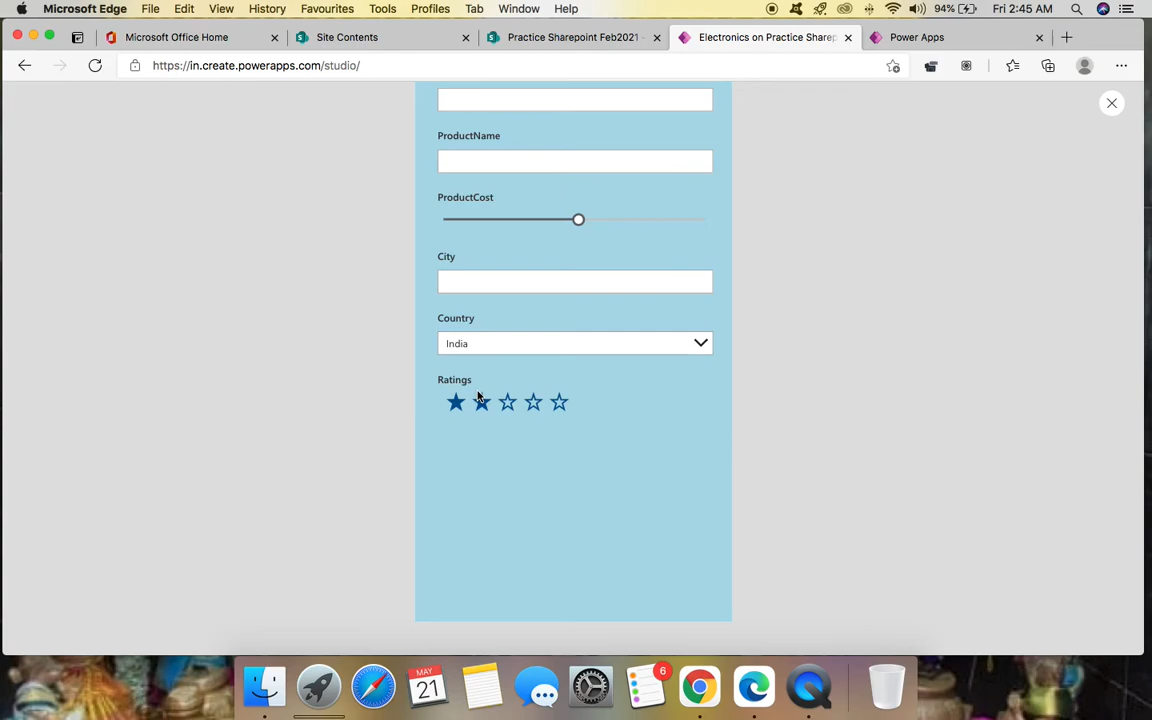 Microsoft Edge File Edit View History Favourites Tools Profiles Tab Window Help 94% Fri 2:45 AM
Microsoft Office Home Site Contents Practice Sharepoint Feb2021 - Electronics on Practice Sharep Power Apps
https://in.create.powerapps.com/studio/
ProductName
ProductCost
City
Country
India
Ratings
MAY
21
6